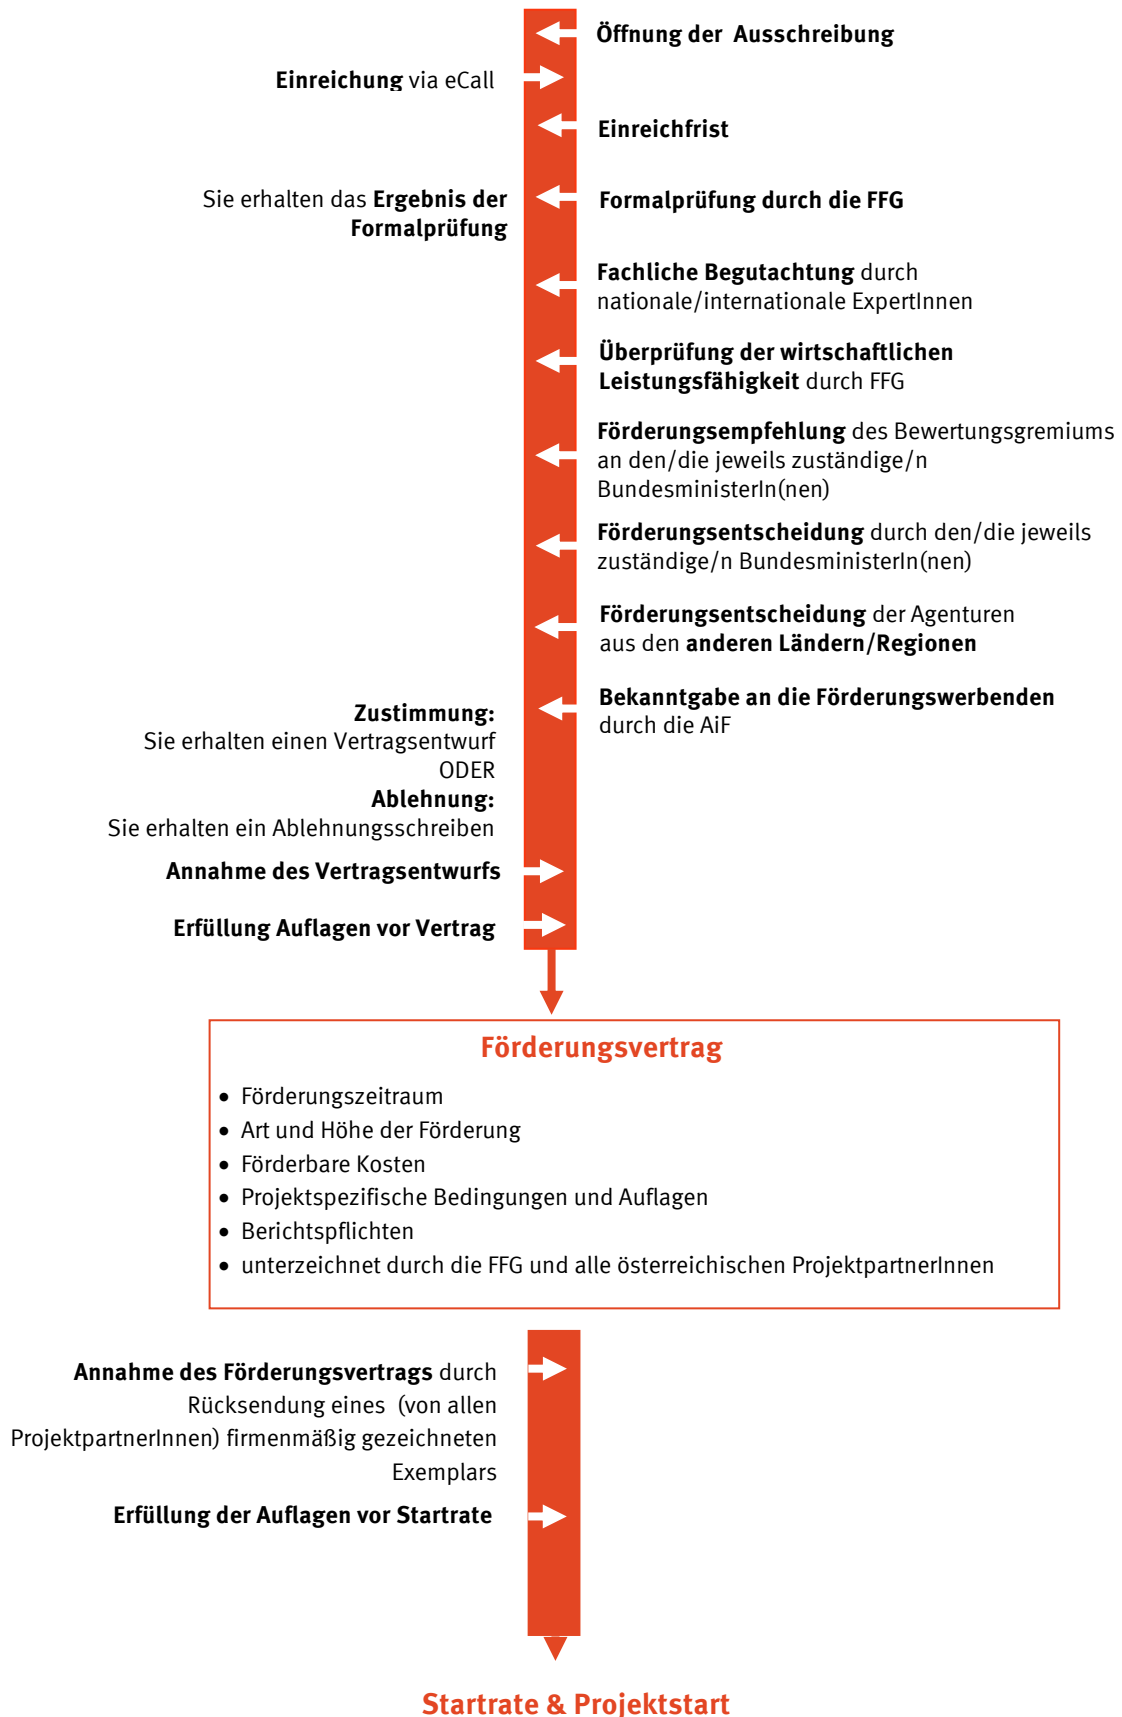 Öffnung der Ausschreibung
Einreichung via eCall
Einreichfrist
Sie erhalten das Ergebnis der
Formalprüfung
Formalprüfung durch die FFG
Fachliche Begutachtung durch
nationale/internationale ExpertInnen
Überprüfung der wirtschaftlichen
Leistungsfähigkeit durch FFG
Förderungsempfehlung des Bewertungsgremiums
an den/die jeweils zuständige/n
BundesministerIn(nen)
Förderungsentscheidung durch den/die jeweils
zuständige/n BundesministerIn(nen)
Förderungsentscheidung der Agenturen
aus den anderen Ländern/Regionen
Bekanntgabe an die Förderungswerbenden
durch die AiF
Zustimmung:
Sie erhalten einen Vertragsentwurf
ODER
Ablehnung:
Sie erhalten ein Ablehnungsschreiben
Annahme des Vertragsentwurfs
Erfüllung Auflagen vor Vertrag
Förderungsvertrag
• Förderungszeitraum
• Art und Höhe der Förderung
• Förderbare Kosten
• Projektspezifische Bedingungen und Auflagen
• Berichtspflichten
• unterzeichnet durch die FFG und alle österreichischen ProjektpartnerInnen
Annahme des Förderungsvertrags durch
Rücksendung eines (von allen
ProjektpartnerInnen) firmenmäßig gezeichneten
Exemplars
Erfüllung der Auflagen vor Startrate
Startrate & Projektstart